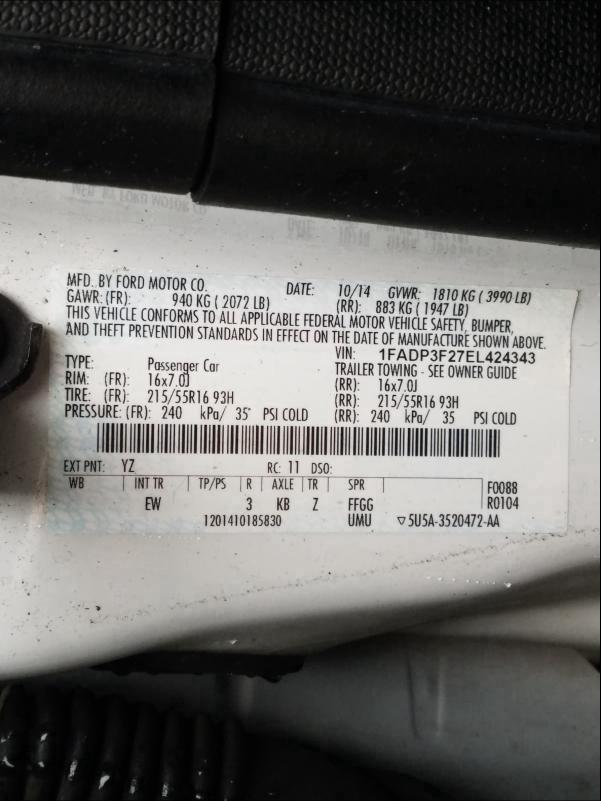 MFD. BY FORD MOTOR CO. DATE: 10/14 GVWR: 1810 KG ( 3990 LB)
GAWR: (FR): 940 KG ( 2072 LB) (RR): 883 KG ( 1947 LB)
THIS VEHICLE CONFORMS TO ALL APPLICABLE FEDERAL MOTOR VEHICLE SAFETY, BUMPER,
AND THEFT PREVENTION STANDARDS IN EFFECT ON THE DATE OF MANUFACTURE SHOWN ABOVE.
VIN: 1FADP3F27EL424343
TYPE: Passenger Car TRAILER TOWING - SEE OWNER GUIDE
RIM: (FR): 16x7.0J (RR): 16x7.0J
TIRE: (FR): 215/55R16 93H (RR): 215/55R16 93H
PRESSURE: (FR): 240 kPa/ 35 PSI COLD (RR): 240 kPa/ 35 PSI COLD
EXT PNT: YZ RC: 11 DSO:
WB INT TR TP/PS R AXLE TR SPR F0088
EW 3 KB Z FFGG R0104
1201410185830 UMU ▽5U5A-3520472-AA